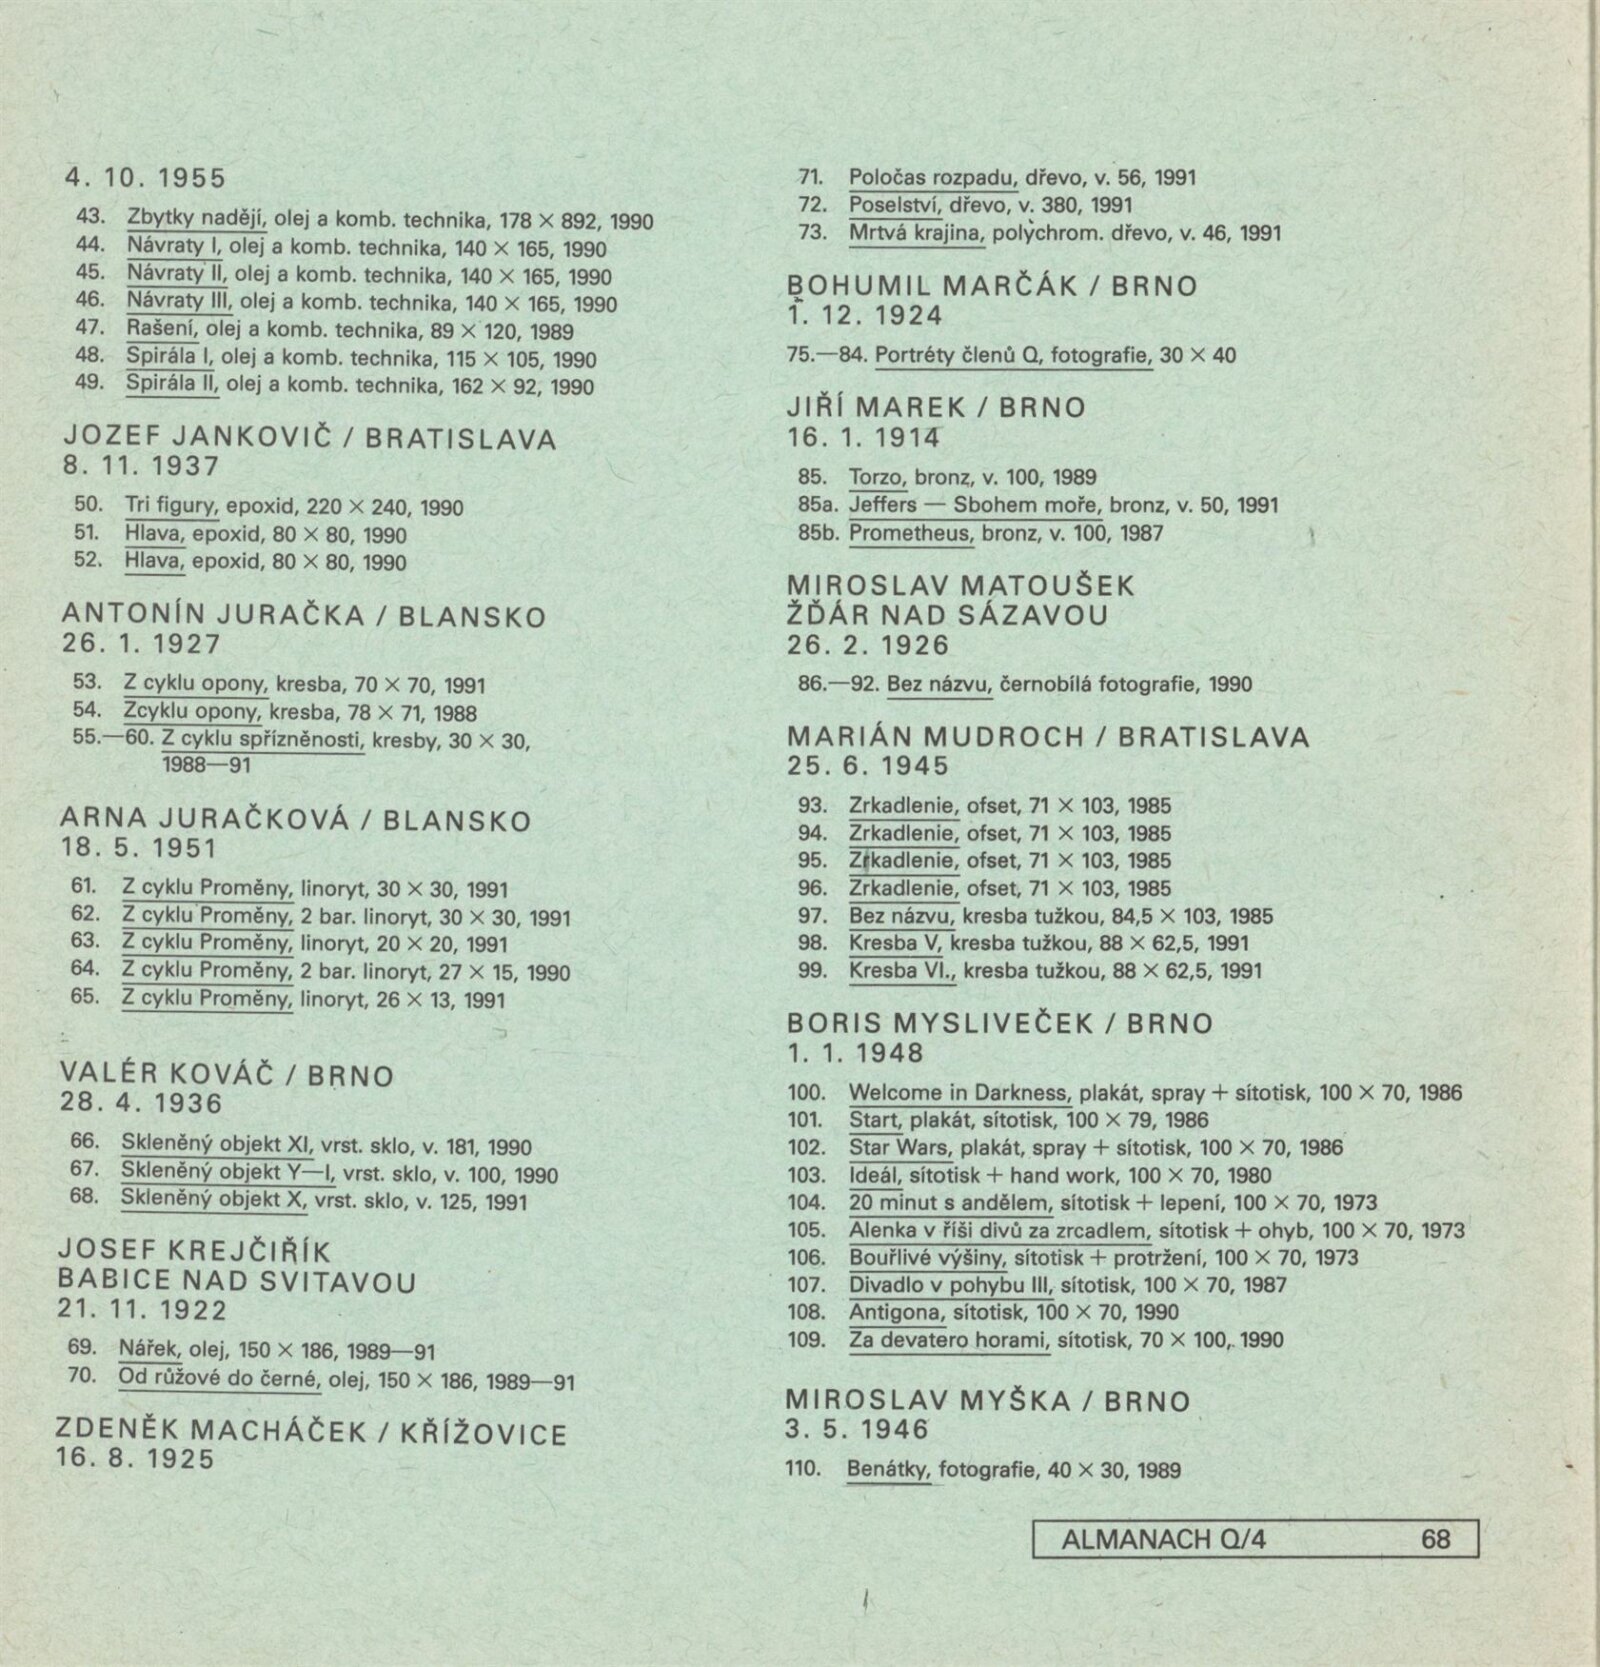 4. 10. 1955
43. Zbytky nadějí, olej a komb. technika, 178 × 892, 1990
44. Návraty I, olej a komb. technika, 140 × 165, 1990
45. Návraty II, olej a komb. technika, 140 × 165, 1990
46. Návraty III, olej a komb. technika, 140 × 165, 1990
47. Rašení, olej a komb. technika, 89 × 120, 1989
48. Spirála I, olej a komb. technika, 115 × 105, 1990
49. Spirála II, olej a komb. technika, 162 × 92, 1990
JOZEF JANKOVIČ / BRATISLAVA
8. 11. 1937
50. Tri figury, epoxid, 220 × 240, 1990
51. Hlava, epoxid, 80 × 80, 1990
52. Hlava, epoxid, 80 × 80, 1990
ANTONÍN JURAČKA / BLANSKO
26. 1. 1927
53. Z cyklu opony, kresba, 70 × 70, 1991
54. Zcyklu opony, kresba, 78 × 71, 1988
55.—60. Z cyklu spřízněnosti, kresby, 30 × 30,
1988—91
ARNA JURAČKOVÁ / BLANSKO
18. 5. 1951
61. Z cyklu Proměny, linoryt, 30 × 30, 1991
62. Z cyklu Proměny, 2 bar. linoryt, 30 × 30, 1991
63. Z cyklu Proměny, linoryt, 20 × 20, 1991
64. Z cyklu Proměny, 2 bar. linoryt, 27 × 15, 1990
65. Z cyklu Proměny, linoryt, 26 × 13, 1991
VALÉR KOVÁČ / BRNO
28. 4. 1936
66. Skleněný objekt XI, vrst. sklo, v. 181, 1990
67. Skleněný objekt Y—I, vrst. sklo, v. 100, 1990
68. Skleněný objekt X, vrst. sklo, v. 125, 1991
JOSEF KREJČIŘÍK
BABICE NAD SVITAVOU
21. 11. 1922
69. Nářek, olej, 150 × 186, 1989—91
70. Od růžové do černé, olej, 150 × 186, 1989—91
ZDENĚK MACHÁČEK / KŘÍŽOVICE
16. 8. 1925
71. Poločas rozpadu, dřevo, v. 56, 1991
72. Poselství, dřevo, v. 380, 1991
73. Mrtvá krajina, polychrom. dřevo, v. 46, 1991
BOHUMIL MARČÁK / BRNO
1. 12. 1924
75.—84. Portréty členů Q, fotografie, 30 × 40
JIŘÍ MAREK / BRNO
16. 1. 1914
85. Torzo, bronz, v. 100, 1989
85a. Jeffers — Sbohem moře, bronz, v. 50, 1991
85b. Prometheus, bronz, v. 100, 1987
MIROSLAV MATOUŠEK
ŽĎÁR NAD SÁZAVOU
26. 2. 1926
86.—92. Bez názvu, černobílá fotografie, 1990
MARIÁN MUDROCH / BRATISLAVA
25. 6. 1945
93. Zrkadlenie, ofset, 71 × 103, 1985
94. Zrkadlenie, ofset, 71 × 103, 1985
95. Zrkadlenie, ofset, 71 × 103, 1985
96. Zrkadlenie, ofset, 71 × 103, 1985
97. Bez názvu, kresba tužkou, 84,5 × 103, 1985
98. Kresba V, kresba tužkou, 88 × 62,5, 1991
99. Kresba VI., kresba tužkou, 88 × 62,5, 1991
BORIS MYSLIVEČEK / BRNO
1. 1. 1948
100. Welcome in Darkness, plakát, spray + sítotisk, 100 × 70, 1986
101. Start, plakát, sítotisk, 100 × 79, 1986
102. Star Wars, plakát, spray + sítotisk, 100 × 70, 1986
103. Ideál, sítotisk + hand work, 100 × 70, 1980
104. 20 minut s andělem, sítotisk + lepení, 100 × 70, 1973
105. Alenka v říši divů za zrcadlem, sítotisk + ohyb, 100 × 70, 1973
106. Bouřlivé výšiny, sítotisk + protržení, 100 × 70, 1973
107. Divadlo v pohybu III, sítotisk, 100 × 70, 1987
108. Antigona, sítotisk, 100 × 70, 1990
109. Za devatero horami, sítotisk, 70 × 100, 1990
MIROSLAV MYŠKA / BRNO
3. 5. 1946
110. Benátky, fotografie, 40 × 30, 1989
ALMANACH Q/4 68